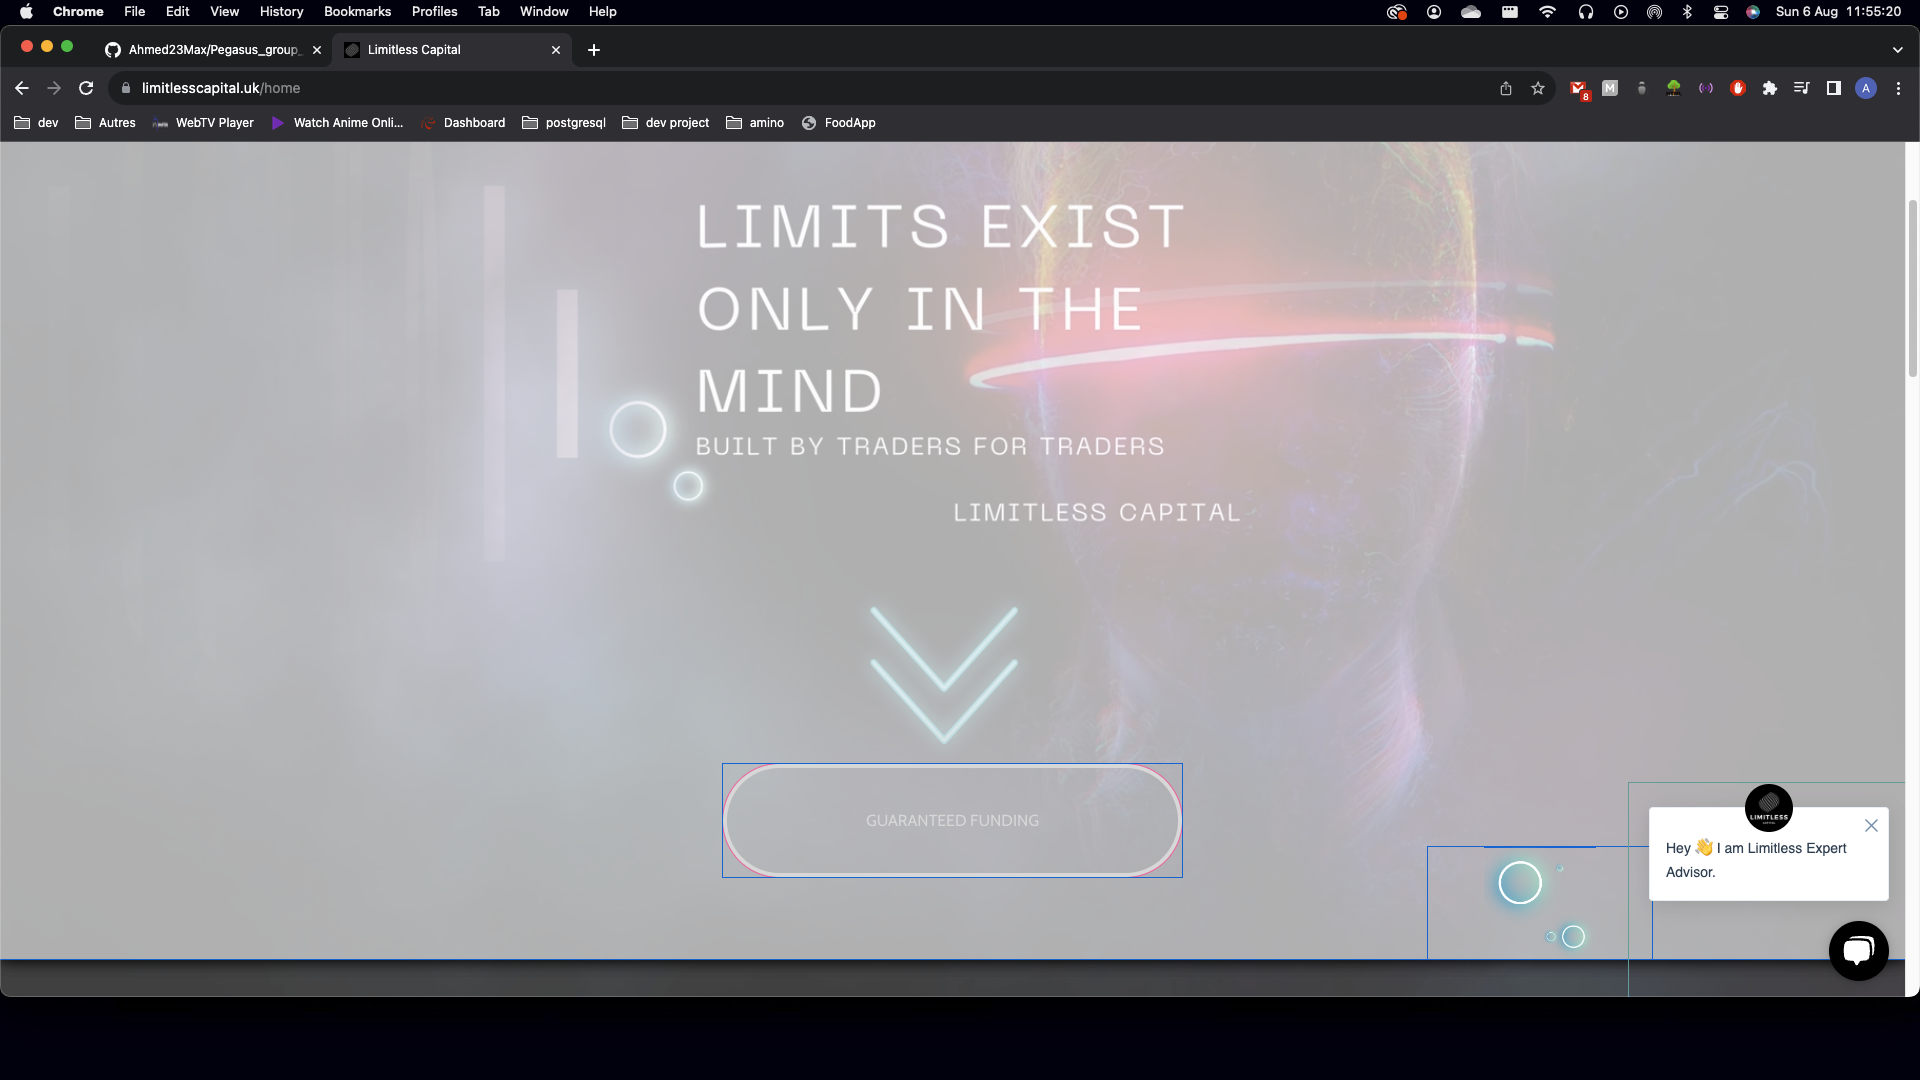 Chrome File Edit View History Bookmarks Profiles Tab Window Help Sun 6 Aug 11:55:20
Ahmed23Max/Pegasus_group_ Limitless Capital
limitlesscapital.uk/home 8 M A
dev Autres WebTV Player Watch Anime Onli... Dashboard postgresql dev project amino FoodApp
LIMITS EXIST
ONLY IN THE
MIND
BUILT BY TRADERS FOR TRADERS
LIMITLESS CAPITAL
GUARANTEED FUNDING
LIMITLESS
CAPITAL
Hey 👋 I am Limitless Expert
Advisor.